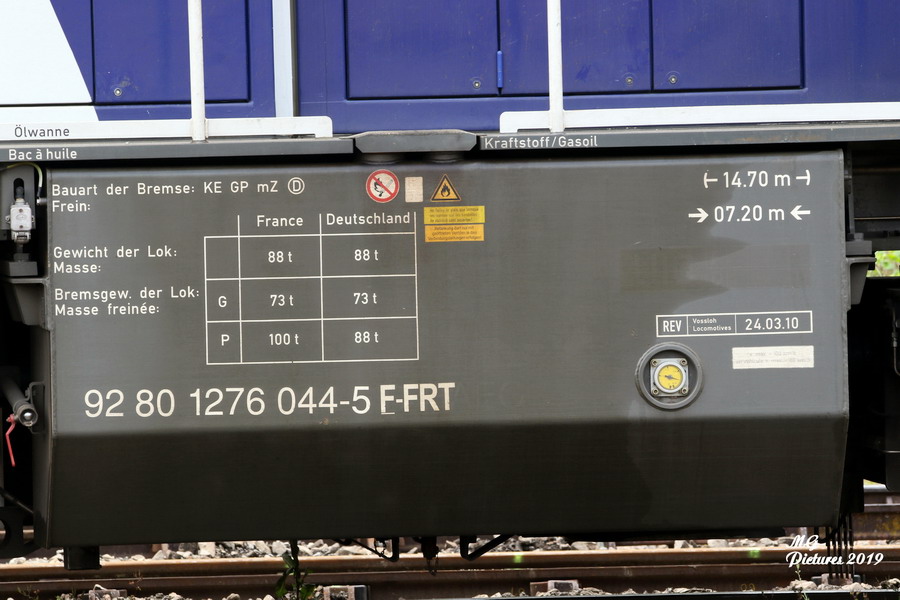 Ölwanne
Bac à huile
Kraftstoff/Gasoil
Bauart der Bremse: KE GP mZ Ⓓ
Frein:
France Deutschland
Gewicht der Lok: 88 t 88 t
Masse:
Bremsgew. der Lok: G 73 t 73 t
Masse freinée:
P 100 t 88 t
|← 14.70 m →|
→ 07.20 m ←
REV Vossloh Locomotives 24.03.10
92 80 1276 044-5 F-FRT
M.G
Pictures 2019